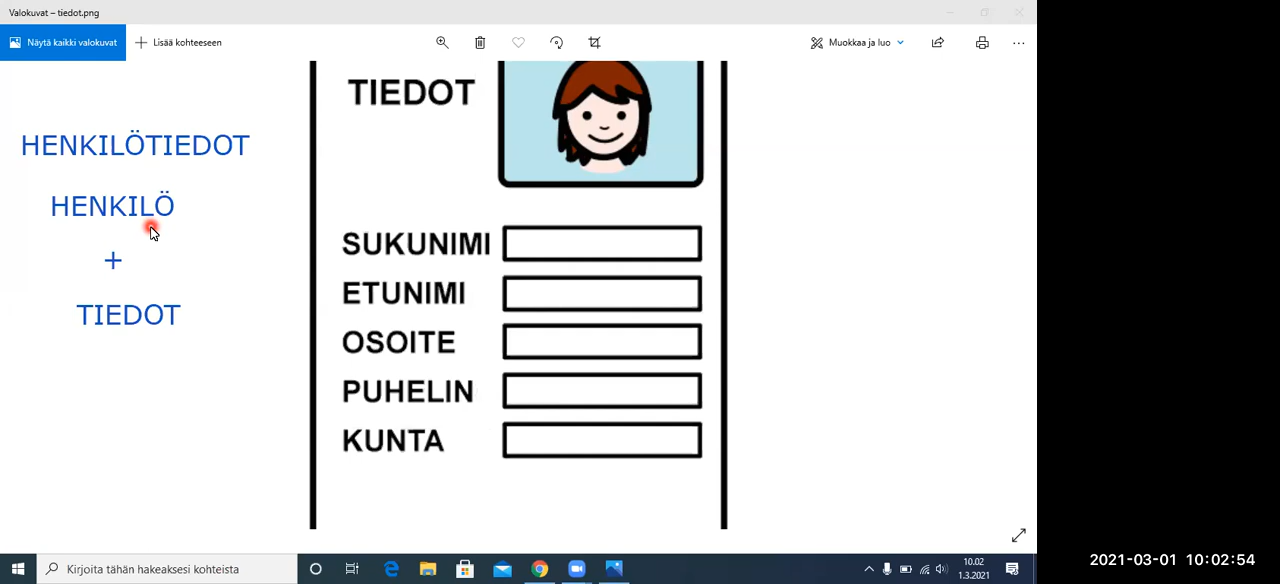 Valokuvat – tiedot.png
Näytä kaikki valokuvat
Lisää kohteeseen
Muokkaa ja luo
TIEDOT
HENKILÖTIEDOT
HENKILÖ
+
TIEDOT
SUKUNIMI
ETUNIMI
OSOITE
PUHELIN
KUNTA
Kirjoita tähän hakeaksesi kohteista
10.02
1.3.2021
2021-03-01 10:02:54